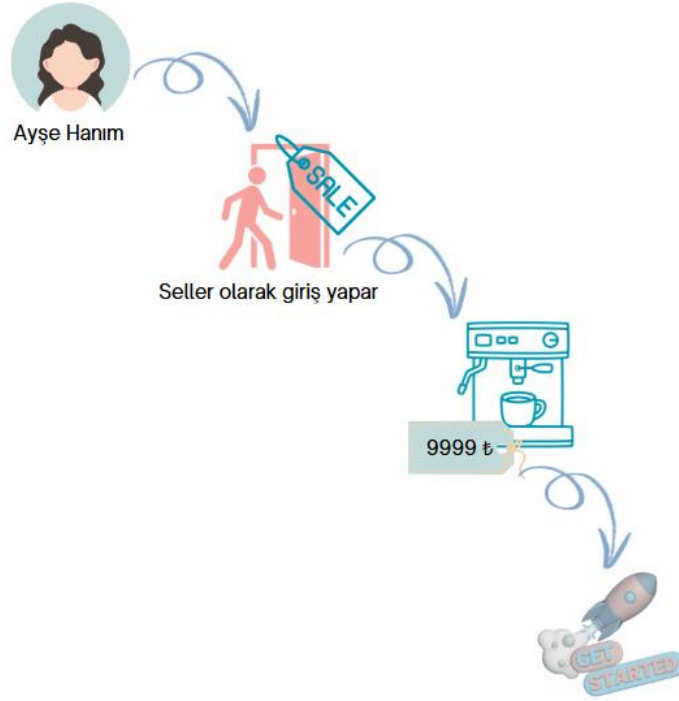 Ayşe Hanım
SALE
Seller olarak giriş yapar
9999 ₺
GET
STARTED